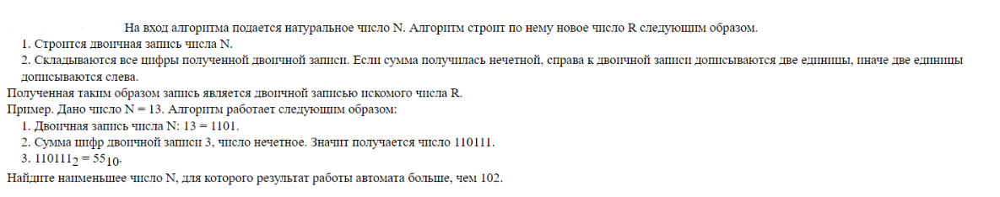 На вход алгоритма подается натуральное число N. Алгоритм строит по нему новое число R следующим образом.
1. Строится двоичная запись числа N.
2. Складываются все цифры полученной двоичной записи. Если сумма получилась нечетной, справа к двоичной записи дописываются две единицы, иначе две единицы
дописываются слева.
Полученная таким образом запись является двоичной записью искомого числа R.
Пример. Дано число N = 13. Алгоритм работает следующим образом:
1. Двоичная запись числа N: 13 = 1101.
2. Сумма цифр двоичной записи 3, число нечетное. Значит получается число 110111.
3. 110111₂ = 55₁₀.
Найдите наименьшее число N, для которого результат работы автомата больше, чем 102.